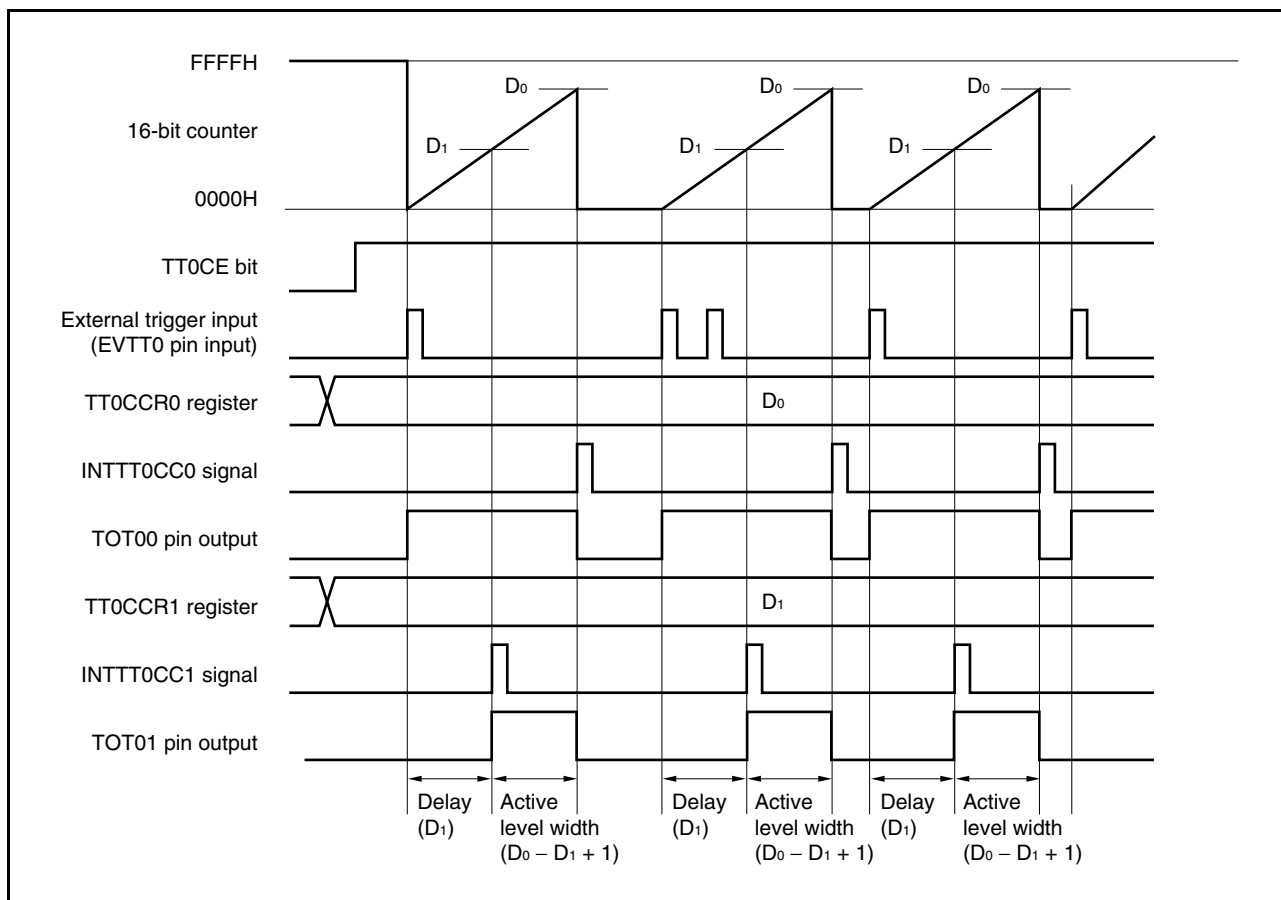 FFFFH
16-bit counter
0000H
D₀
D₁
D₀
D₁
D₀
D₁
TT0CE bit
External trigger input
(EVTT0 pin input)
TT0CCR0 register
D₀
INTTT0CC0 signal
TOT00 pin output
TT0CCR1 register
D₁
INTTT0CC1 signal
TOT01 pin output
Delay
(D₁)
Active
level width
(D₀ − D₁ + 1)
Delay
(D₁)
Active
level width
(D₀ − D₁ + 1)
Delay
(D₁)
Active
level width
(D₀ − D₁ + 1)